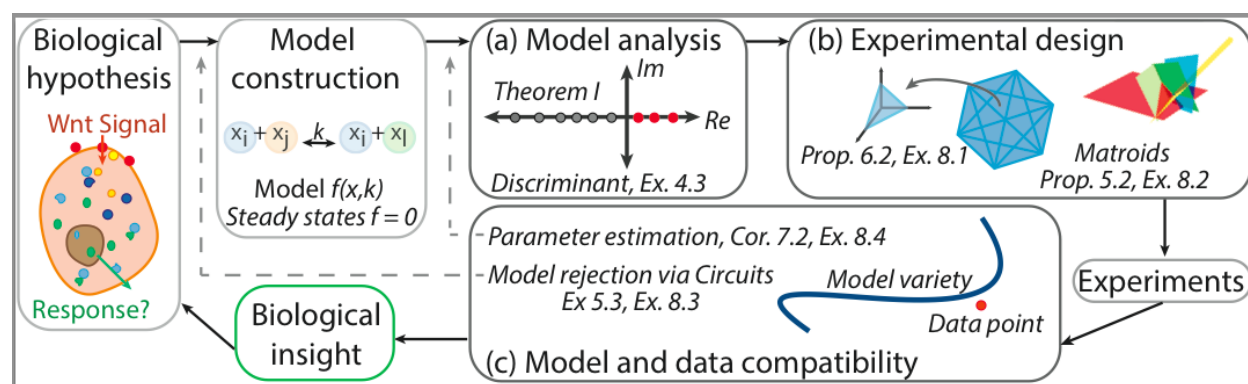 Biological
hypothesis
Wnt Signal
Response?
Model
construction
xi + xj k xi + xl
Model f(x,k)
Steady states f = 0
(a) Model analysis
Theorem I
Im
Re
Discriminant, Ex. 4.3
(b) Experimental design
Prop. 6.2, Ex. 8.1
Matroids
Prop. 5.2, Ex. 8.2
Experiments
Parameter estimation, Cor. 7.2, Ex. 8.4
Model rejection via Circuits
Ex 5.3, Ex. 8.3
Model variety
Data point
(c) Model and data compatibility
Biological
insight